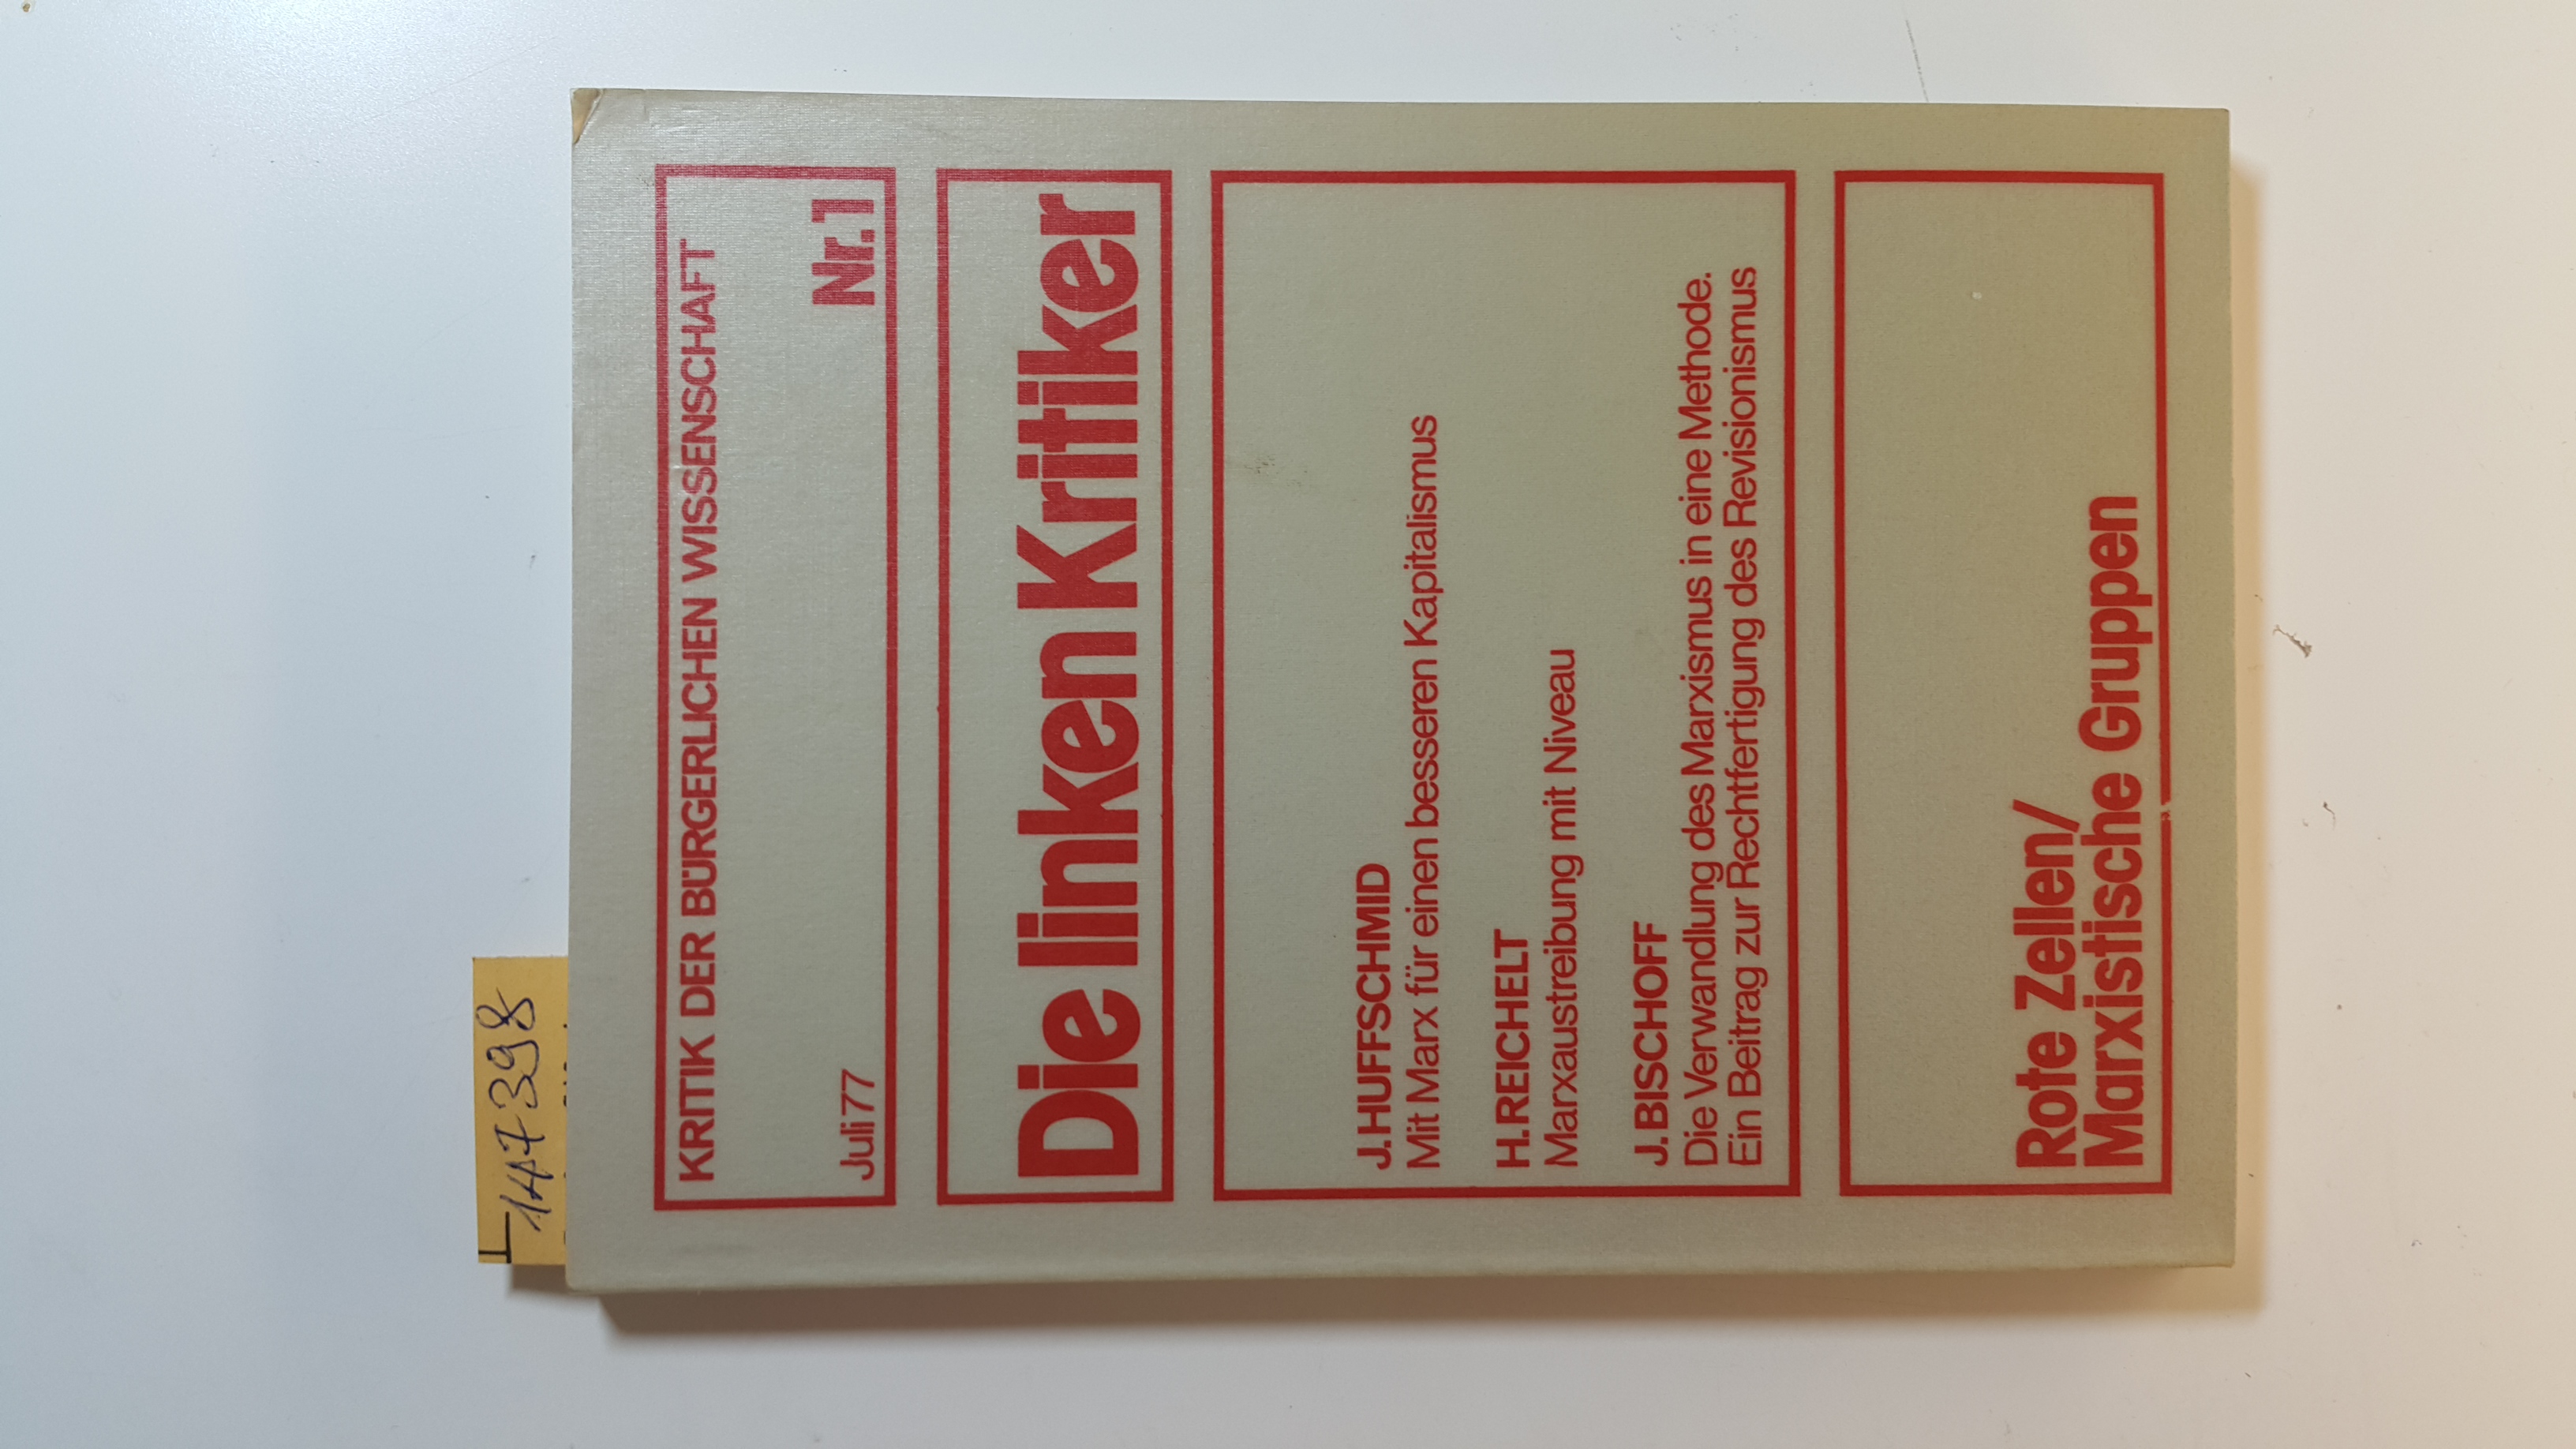 147398
KRITIK DER BÜRGERLICHEN WISSENSCHAFT
Juli 77 Nr. 1
Die linken Kritiker
J. HUFFSCHMID
Mit Marx für einen besseren Kapitalismus
H. REICHELT
Marxaustreibung mit Niveau
J. BISCHOFF
Die Verwandlung des Marxismus in eine Methode.
Ein Beitrag zur Rechtfertigung des Revisionismus
Rote Zellen/
Marxistische Gruppen